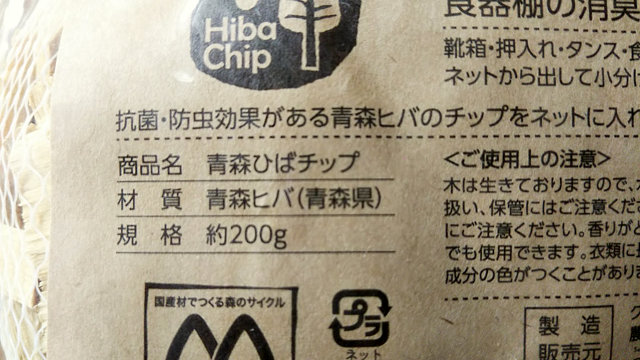 Hiba
Chip
食器棚の消臭
靴箱・押入れ・タンス・
ネットから出して小分け
抗菌・防虫効果がある青森ヒバのチップをネットに入れ
商品名 青森ひばチップ
材 質 青森ヒバ(青森県)
規 格 約200g
<ご使用上の注意>
木は生きておりますので、
扱い、保管にはご注意くださ
にご注意ください。香りが
でも使用できます。衣類に
成分の色がつくことがあり
国産材でつくる森のサイクル
プラ
ネット
製 造
販売元